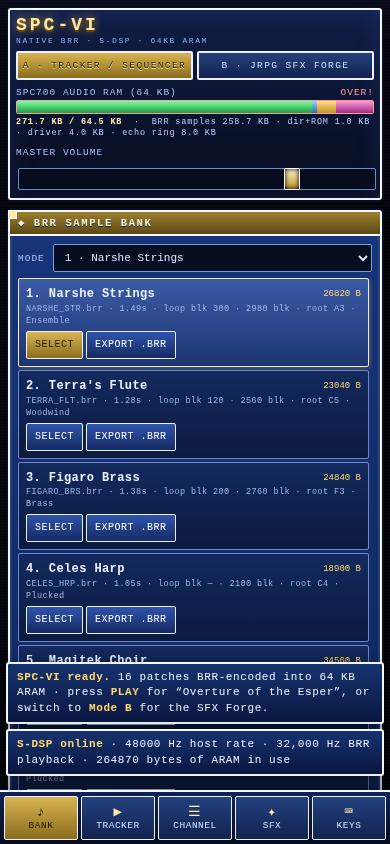 SPC-VI
NATIVE BRR · S-DSP · 64KB ARAM
A · TRACKER / SEQUENCER
B · JRPG SFX FORGE
SPC700 AUDIO RAM (64 KB) OVER!
271.7 KB / 64.5 KB · BRR samples 258.7 KB · dir+ROM 1.0 KB
· driver 4.0 KB · echo ring 8.0 KB
MASTER VOLUME
◆ BRR SAMPLE BANK
MODE 1 · Narshe Strings
1. Narshe Strings 26820 B
NARSHE_STR.brr · 1.49s · loop blk 300 · 2980 blk · root A3 ·
Ensemble
SELECT EXPORT .BRR
2. Terra's Flute 23040 B
TERRA_FLT.brr · 1.28s · loop blk 120 · 2560 blk · root C5 ·
Woodwind
SELECT EXPORT .BRR
3. Figaro Brass 24840 B
FIGARO_BRS.brr · 1.38s · loop blk 200 · 2760 blk · root F3 ·
Brass
SELECT EXPORT .BRR
4. Celes Harp 18900 B
CELES_HRP.brr · 1.05s · loop blk — · 2100 blk · root C4 ·
Plucked
SELECT EXPORT .BRR
5. Magitek Choir 34560 B
SPC-VI ready. 16 patches BRR-encoded into 64 KB
ARAM · press PLAY for “Overture of the Esper”, or
switch to Mode B for the SFX Forge.
S-DSP online · 48000 Hz host rate · 32,000 Hz BRR
playback · 264870 bytes of ARAM in use
Plucked
♪ BANK
▶ TRACKER
☰ CHANNEL
✦ SFX
⌨ KEYS